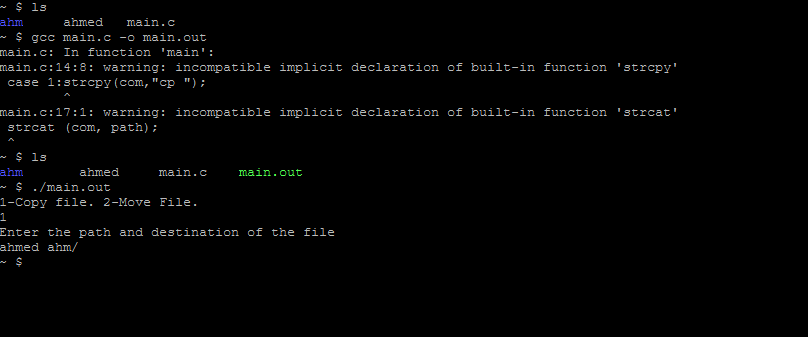 ~ $ ls
ahm     ahmed   main.c
~ $ gcc main.c -o main.out
main.c: In function 'main':
main.c:14:8: warning: incompatible implicit declaration of built-in function 'strcpy'
 case 1:strcpy(com,"cp ");
        ^
main.c:17:1: warning: incompatible implicit declaration of built-in function 'strcat'
 strcat (com, path);
 ^
~ $ ls
ahm       ahmed     main.c    main.out
~ $ ./main.out
1-Copy file. 2-Move File.
1
Enter the path and destination of the file
ahmed ahm/
~ $